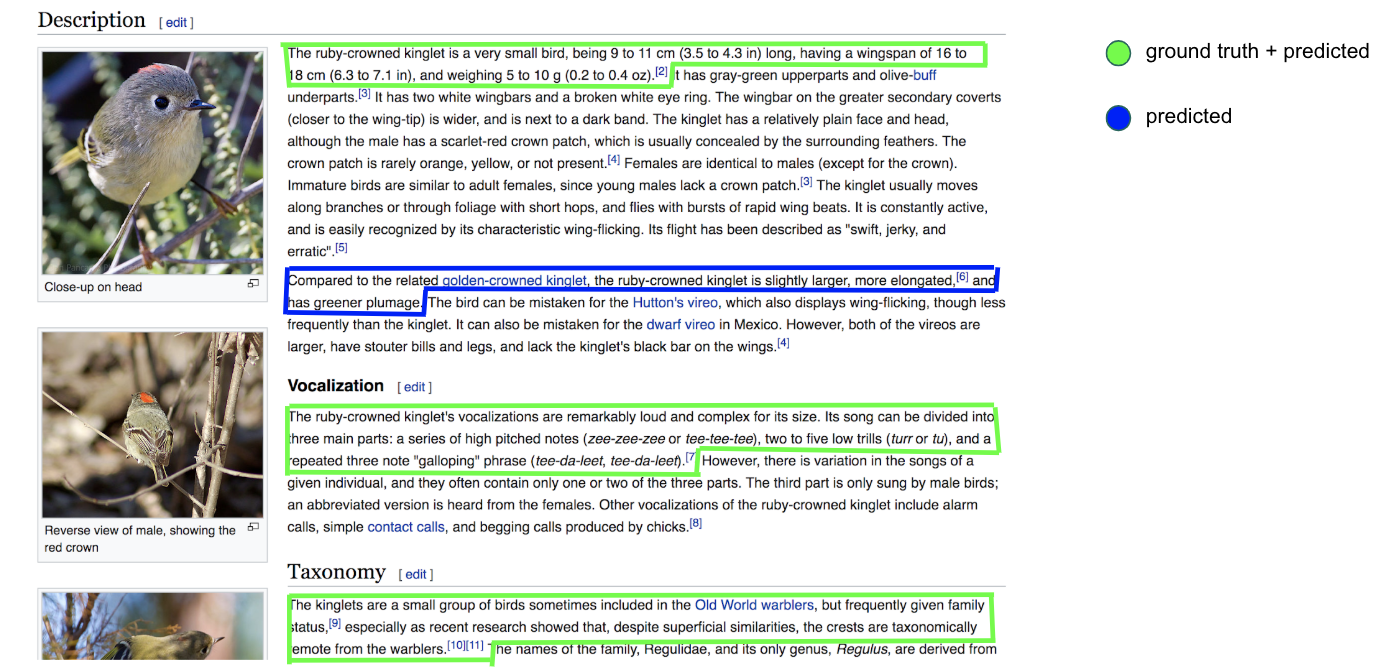 Description [ edit ]
The ruby-crowned kinglet is a very small bird, being 9 to 11 cm (3.5 to 4.3 in) long, having a wingspan of 16 to
18 cm (6.3 to 7.1 in), and weighing 5 to 10 g (0.2 to 0.4 oz).[2] It has gray-green upperparts and olive-buff
underparts.[3] It has two white wingbars and a broken white eye ring. The wingbar on the greater secondary coverts
(closer to the wing-tip) is wider, and is next to a dark band. The kinglet has a relatively plain face and head,
although the male has a scarlet-red crown patch, which is usually concealed by the surrounding feathers. The
crown patch is rarely orange, yellow, or not present.[4] Females are identical to males (except for the crown).
Immature birds are similar to adult females, since young males lack a crown patch.[3] The kinglet usually moves
along branches or through foliage with short hops, and flies with bursts of rapid wing beats. It is constantly active,
and is easily recognized by its characteristic wing-flicking. Its flight has been described as "swift, jerky, and
erratic".[5]
Close-up on head
Compared to the related golden-crowned kinglet, the ruby-crowned kinglet is slightly larger, more elongated,[6] and
has greener plumage. The bird can be mistaken for the Hutton's vireo, which also displays wing-flicking, though less
frequently than the kinglet. It can also be mistaken for the dwarf vireo in Mexico. However, both of the vireos are
larger, have stouter bills and legs, and lack the kinglet's black bar on the wings.[4]
Vocalization [ edit ]
The ruby-crowned kinglet's vocalizations are remarkably loud and complex for its size. Its song can be divided into
three main parts: a series of high pitched notes (zee-zee-zee or tee-tee-tee), two to five low trills (turr or tu), and a
repeated three note "galloping" phrase (tee-da-leet, tee-da-leet).[7] However, there is variation in the songs of a
given individual, and they often contain only one or two of the three parts. The third part is only sung by male birds;
an abbreviated version is heard from the females. Other vocalizations of the ruby-crowned kinglet include alarm
calls, simple contact calls, and begging calls produced by chicks.[8]
Reverse view of male, showing the
red crown
Taxonomy [ edit ]
The kinglets are a small group of birds sometimes included in the Old World warblers, but frequently given family
status,[9] especially as recent research showed that, despite superficial similarities, the crests are taxonomically
remote from the warblers.[10][11] The names of the family, Regulidae, and its only genus, Regulus, are derived from
ground truth + predicted
predicted